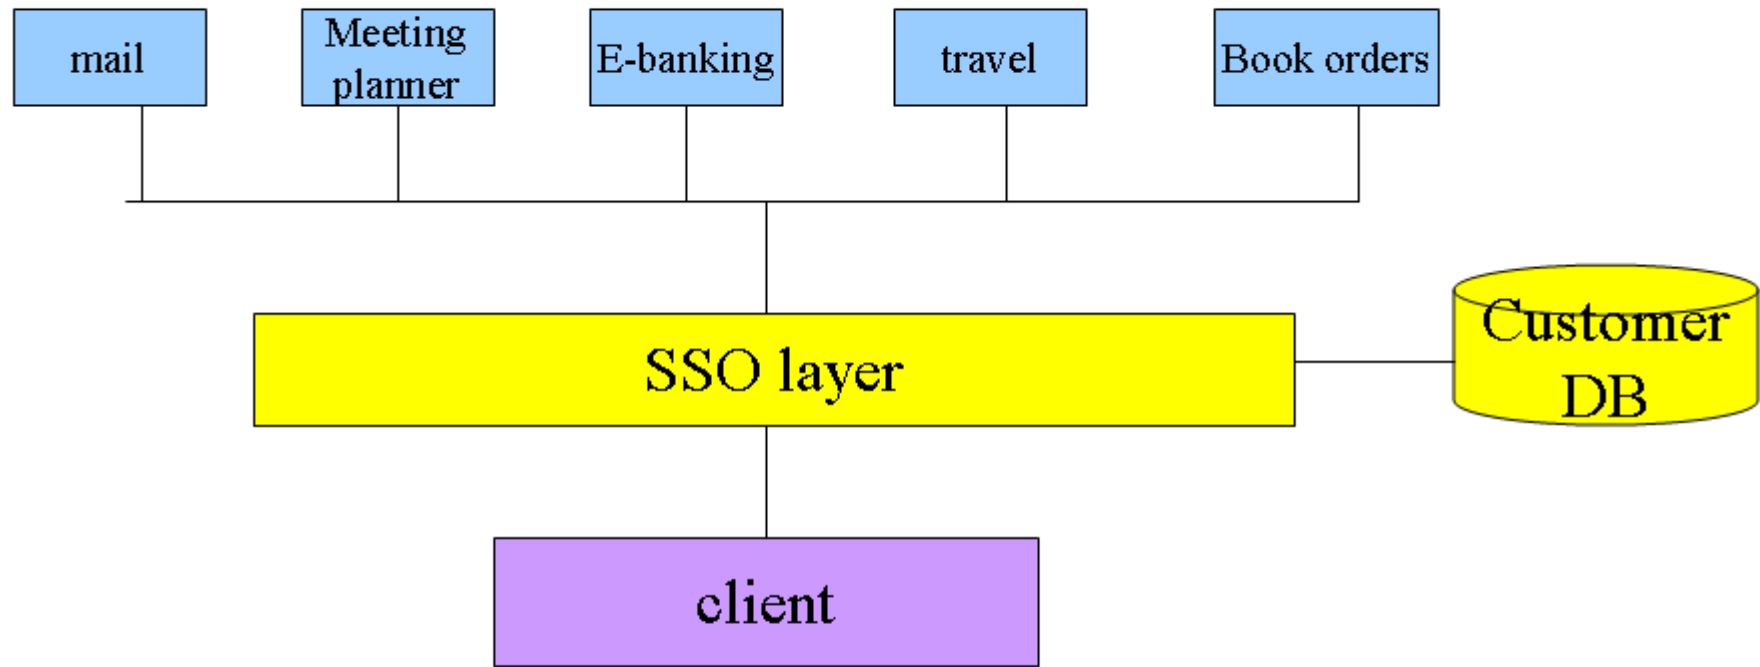 mail
Meeting
planner
E-banking
travel
Book orders
SSO layer
Customer
DB
client